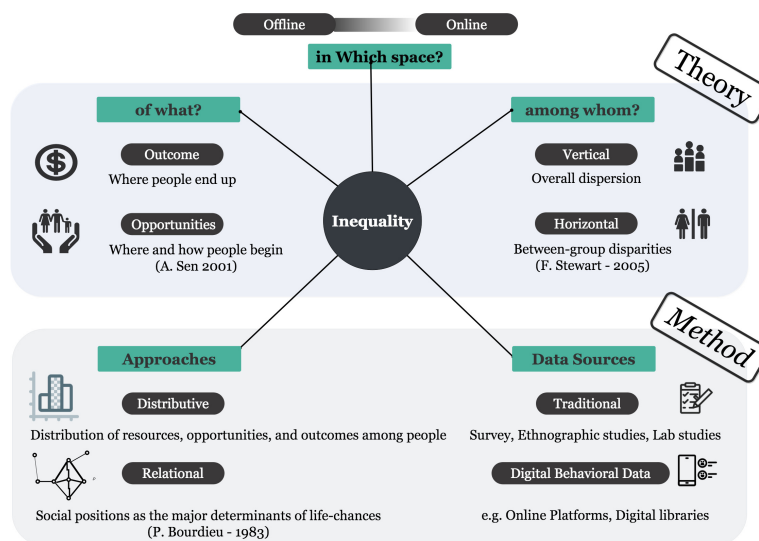 Offline
Online
in Which space?
Theory
of what?
among whom?
Outcome
Where people end up
Vertical
Overall dispersion
Inequality
Opportunities
Where and how people begin
(A. Sen 2001)
Horizontal
Between-group disparities
(F. Stewart - 2005)
Method
Approaches
Data Sources
Distributive
Distribution of resources, opportunities, and outcomes among people
Traditional
Survey, Ethnographic studies, Lab studies
Relational
Social positions as the major determinants of life-chances
(P. Bourdieu - 1983)
Digital Behavioral Data
e.g. Online Platforms, Digital libraries